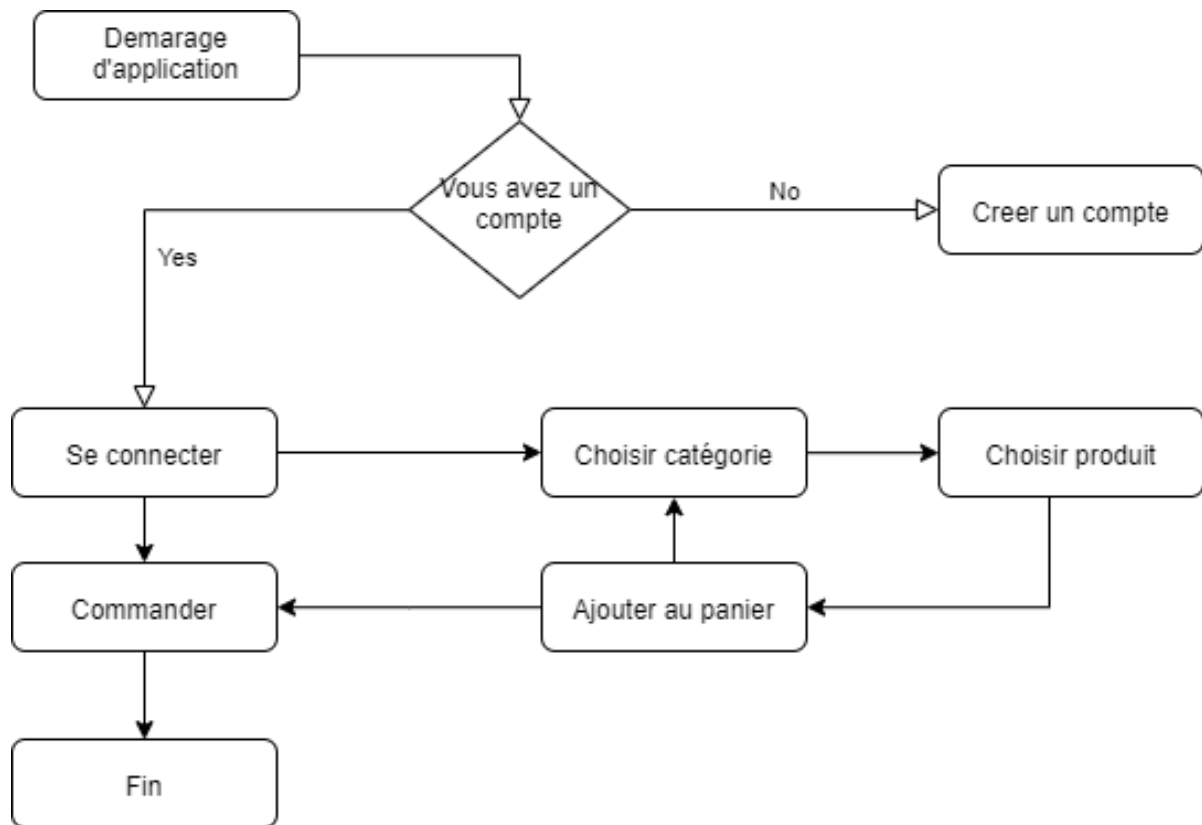 Demarage
d'application
Vous avez un
compte
No
Creer un compte
Yes
Se connecter
Choisir catégorie
Choisir produit
Commander
Ajouter au panier
Fin